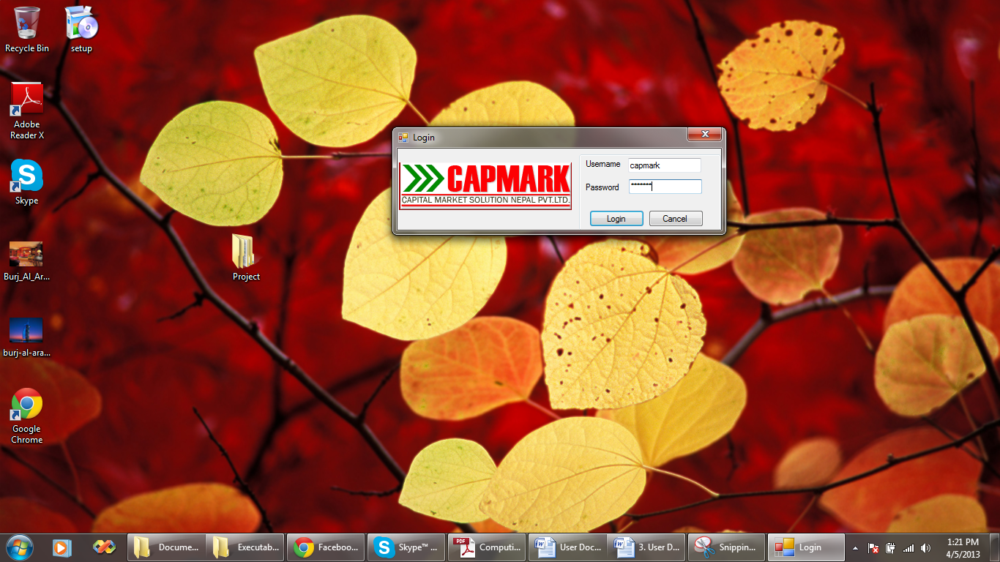 Recycle Bin
setup
Adobe
Reader X
Skype
Burj_Al_Ar...
burj-al-ara...
Google
Chrome
Project
Login
CAPMARK
CAPITAL MARKET SOLUTION NEPAL PVT.LTD.
Username
capmark
Password
*******
Login
Cancel
Docume...
Executab...
Faceboo...
Skype™ ...
PDF
Computi...
User Doc...
3. User D...
Snippin...
Login
1:21 PM
4/5/2013